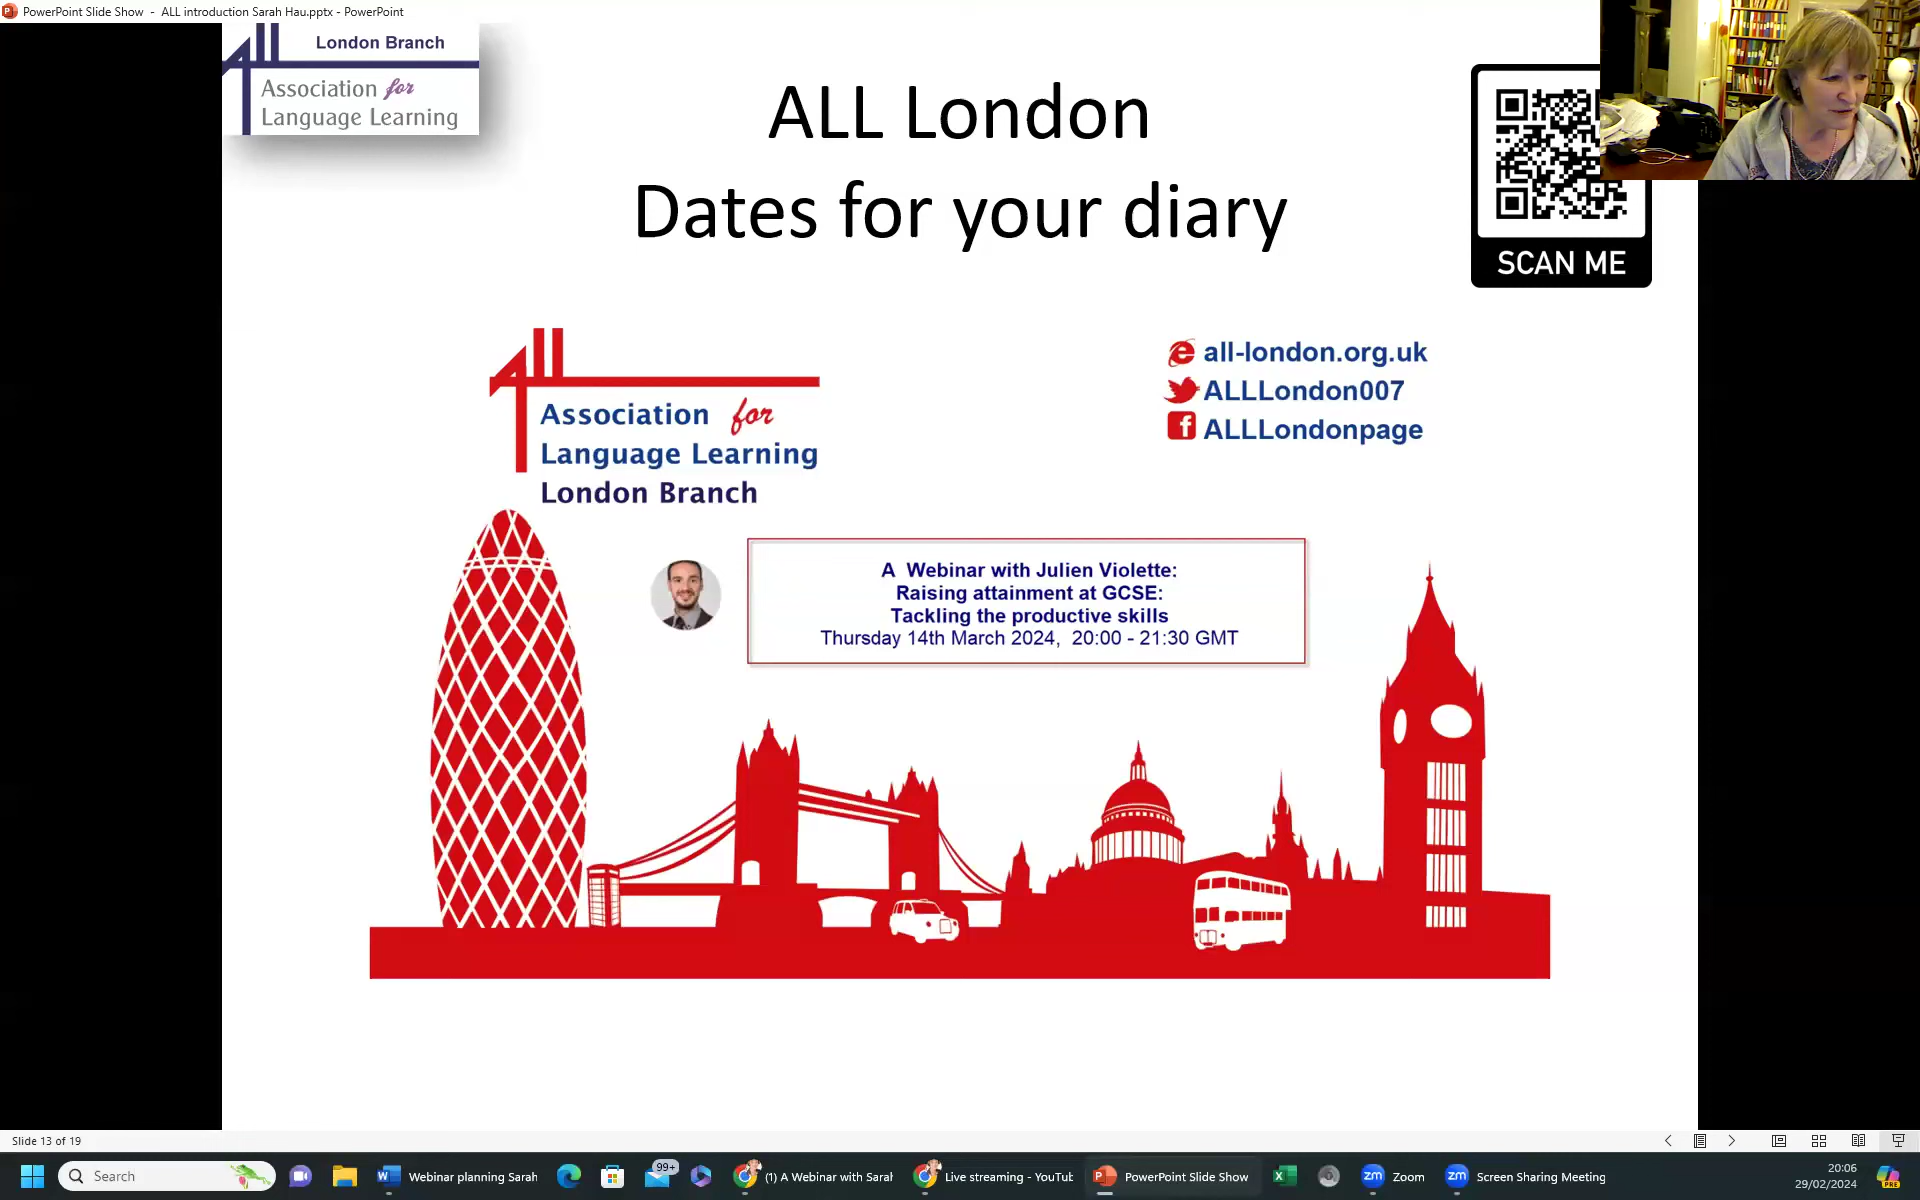 PowerPoint Slide Show - ALL introduction Sarah Hau.pptx - PowerPoint
London Branch
Association for
Language Learning
ALL London
Dates for your diary
SCAN ME
all-london.org.uk
ALLLondon007
ALLLondonpage
Association for
Language Learning
London Branch
A Webinar with Julien Violette:
Raising attainment at GCSE:
Tackling the productive skills
Thursday 14th March 2024, 20:00 - 21:30 GMT
Slide 13 of 19
Search
Webinar planning Sarah
99+
(1) A Webinar with Sarah
Live streaming - YouTub
PowerPoint Slide Show
Zoom
Screen Sharing Meeting
20:06
29/02/2024
PRE